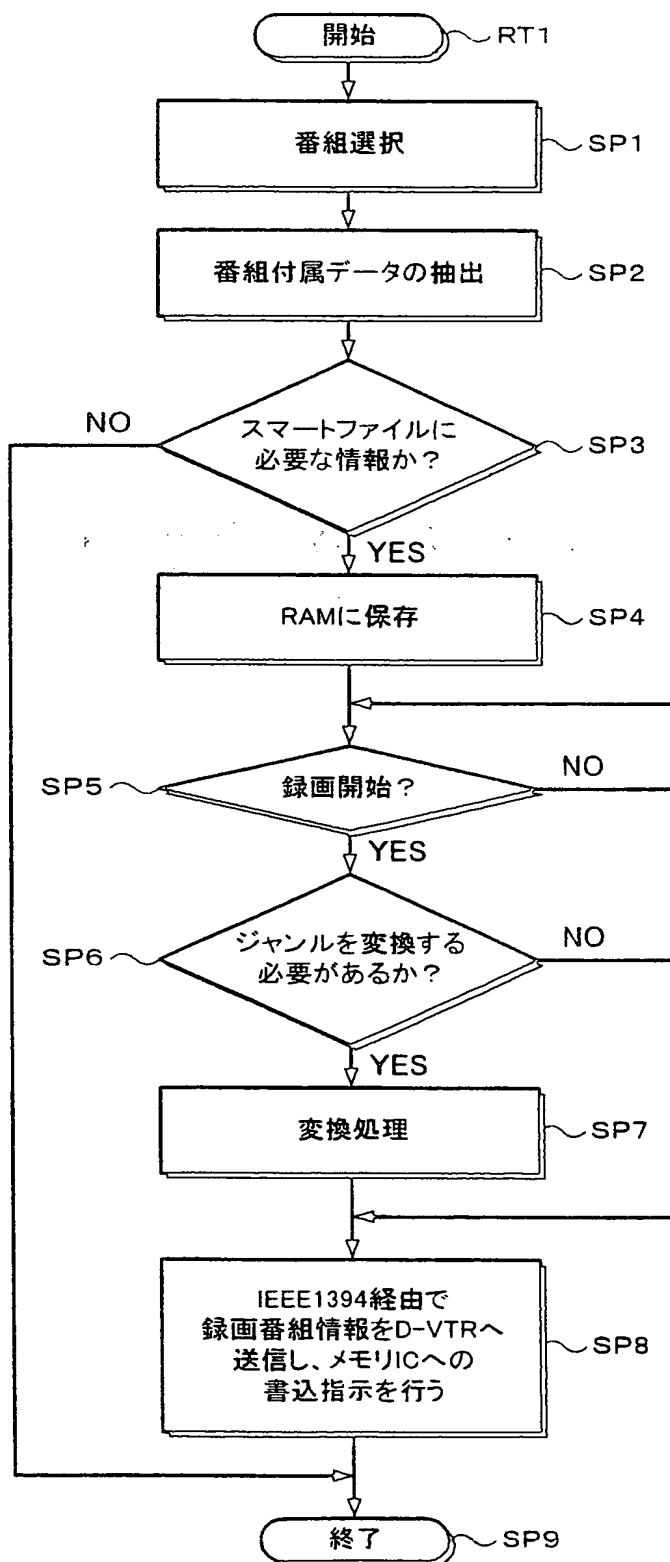 開始
RT1
番組選択
SP1
番組付属データの抽出
SP2
NO
スマートファイルに
必要な情報か？
SP3
YES
RAMに保存
SP4
SP5
録画開始？
NO
YES
SP6
ジャンルを変換する
必要があるか？
NO
YES
変換処理
SP7
IEEE1394経由で
録画番組情報をD-VTRへ
送信し、メモリICへの
書込指示を行う
SP8
終了
SP9